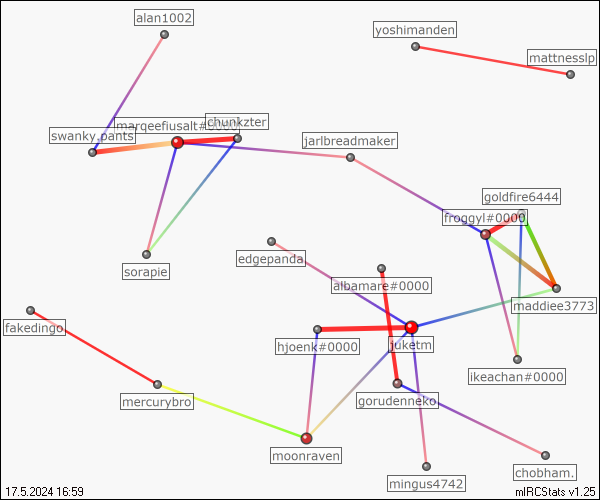 alan1002
yoshimanden
mattnesslp
marqeefiusalt#0000
chunkzter
swanky.pants
jarlbreadmaker
goldfire6444
froggyl#0000
edgepanda
sorapie
albamare#0000
maddiee3773
fakedingo
hjoenk#0000
juketm
ikeachan#0000
mercurybro
gorudenneko
moonraven
chobham.
mingus4742
17.5.2024 16:59
mIRCStats v1.25